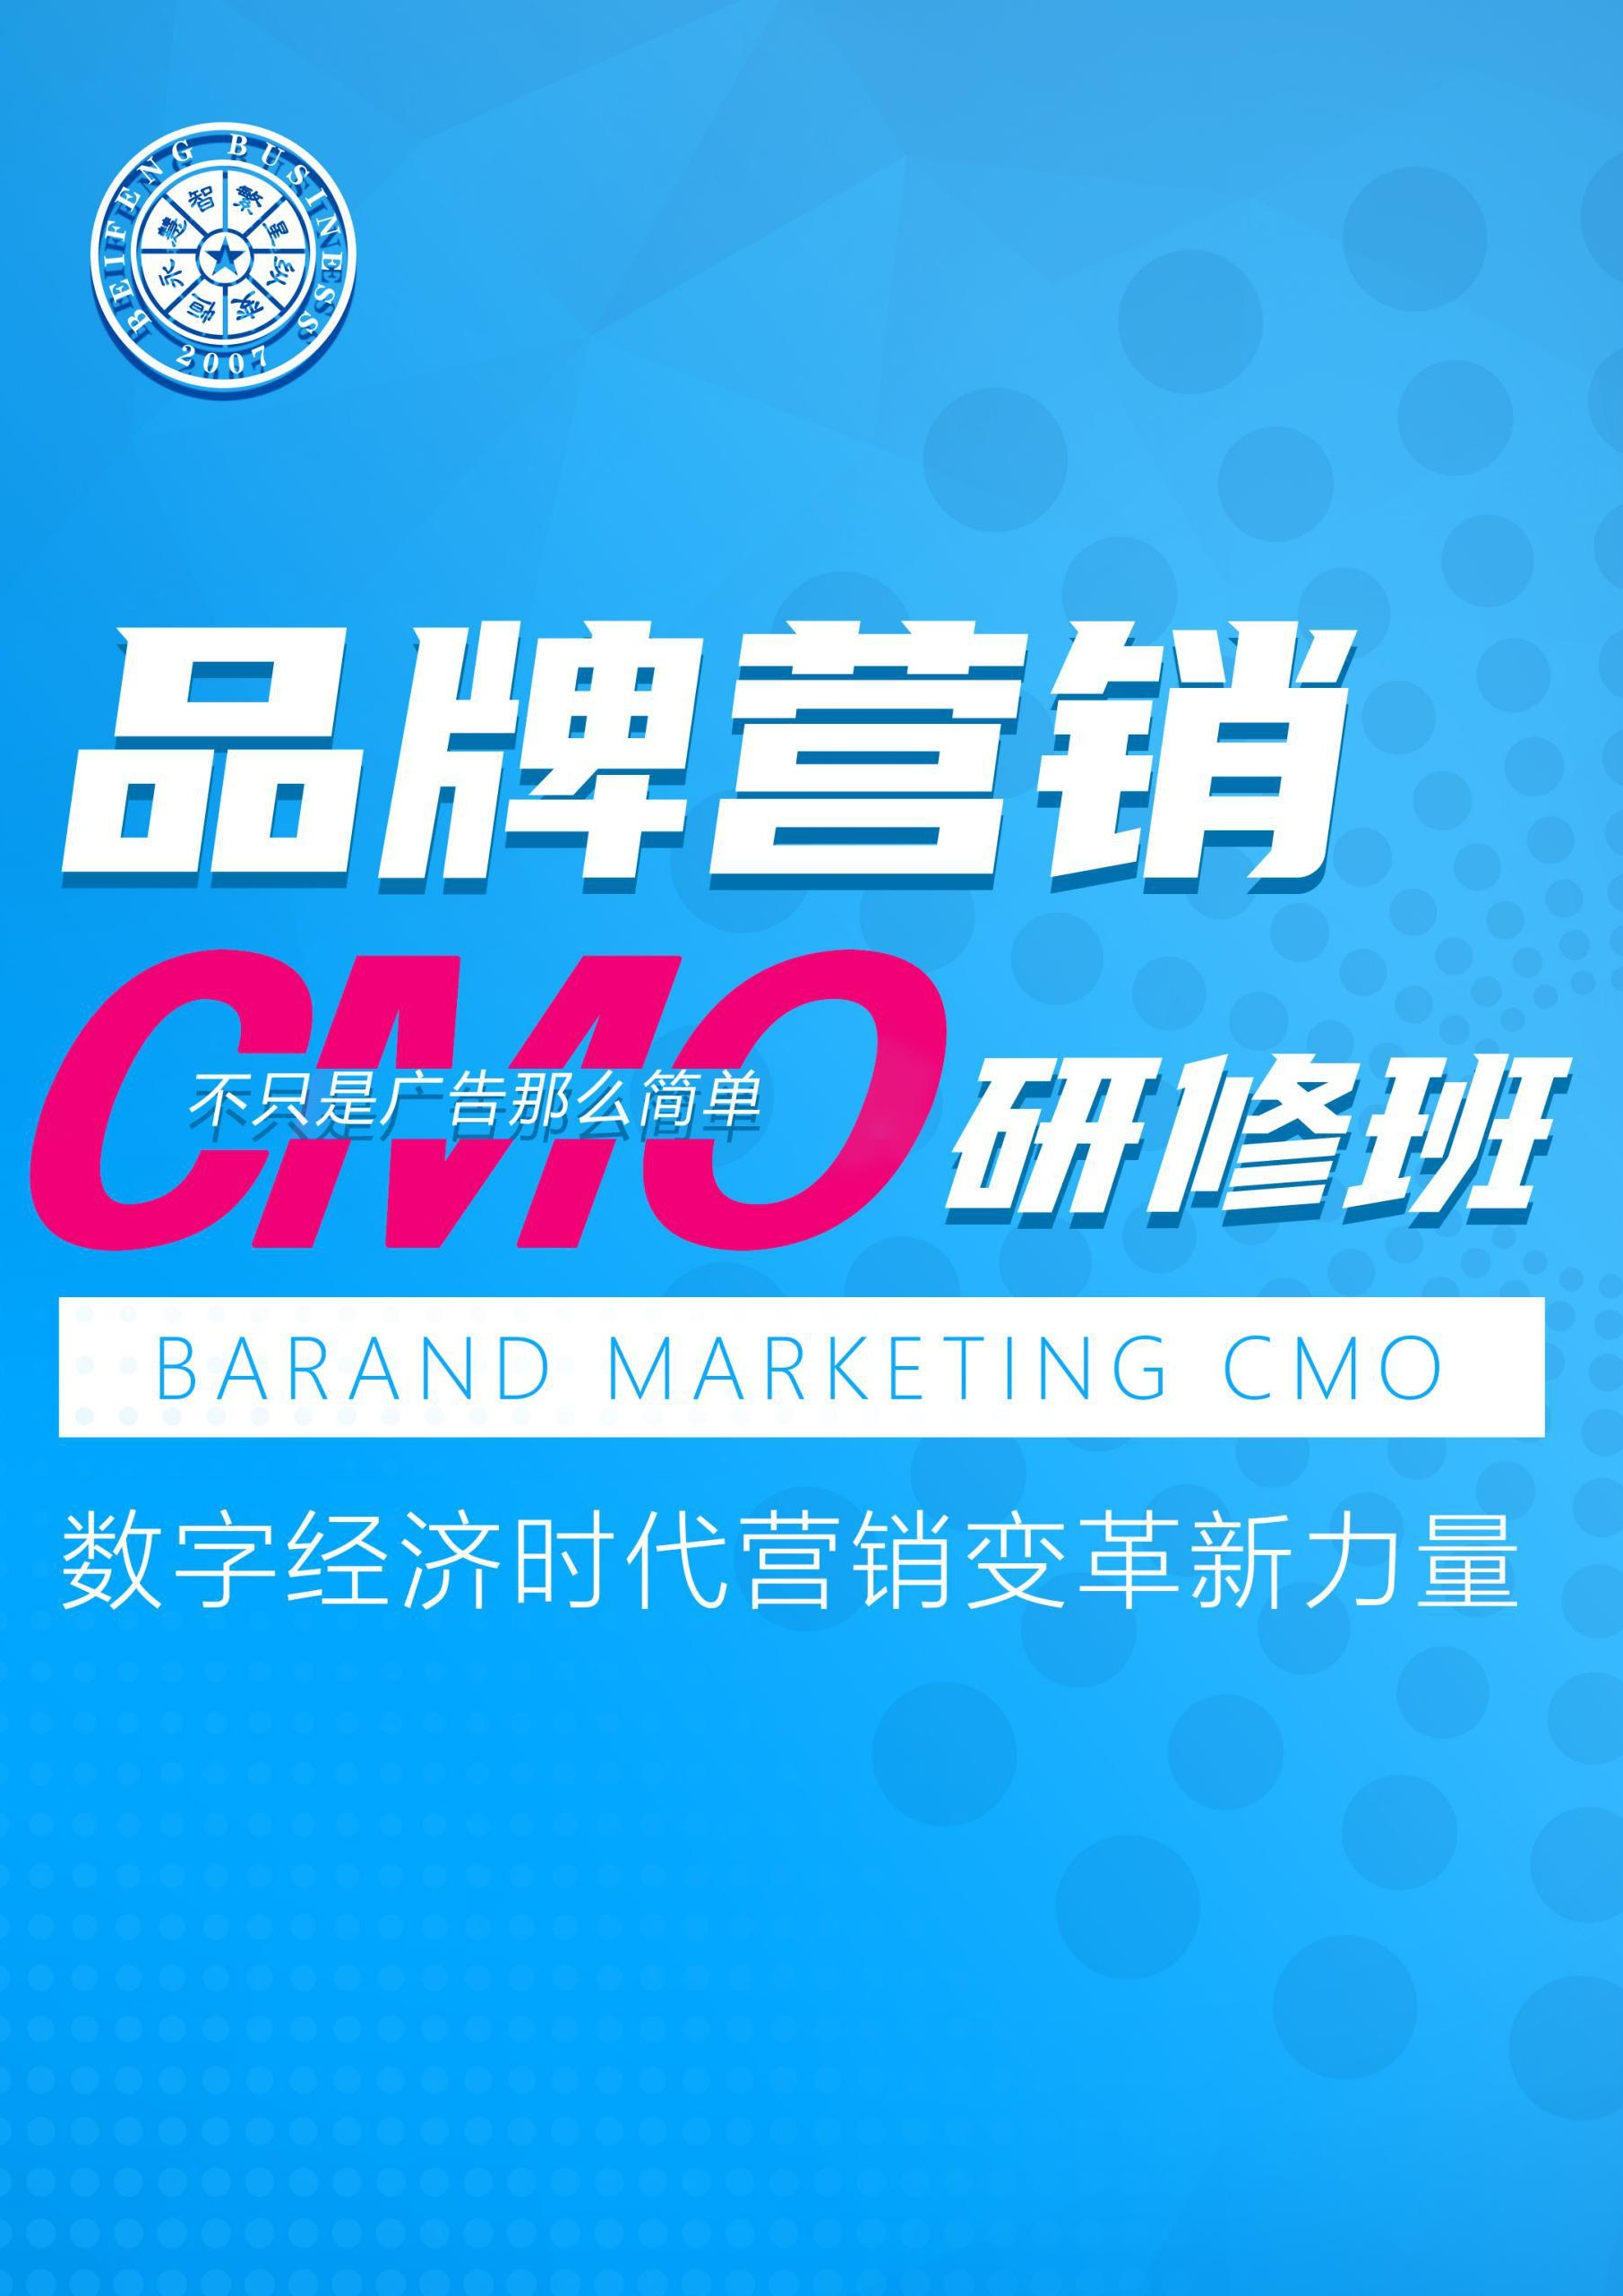 BEIFENG BUSINESS
2007
品牌营销
CMO
不只是广告那么简单
研修班
BARAND MARKETING CMO
数字经济时代营销变革新力量